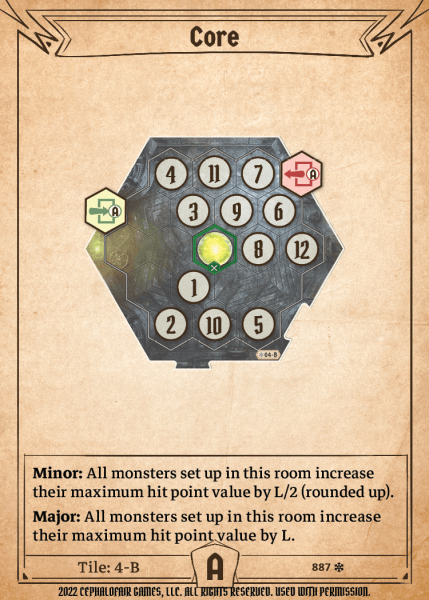 Core
4 11 7 A
A 3 9 6
8 12
1
2 10 5
04-B
Minor: All monsters set up in this room increase
their maximum hit point value by L/2 (rounded up).
Major: All monsters set up in this room increase
their maximum hit point value by L.
Tile: 4-B A 887
2022 CEPHALOFAIR GAMES, LLC. ALL RIGHTS RESERVED. USED WITH PERMISSION.